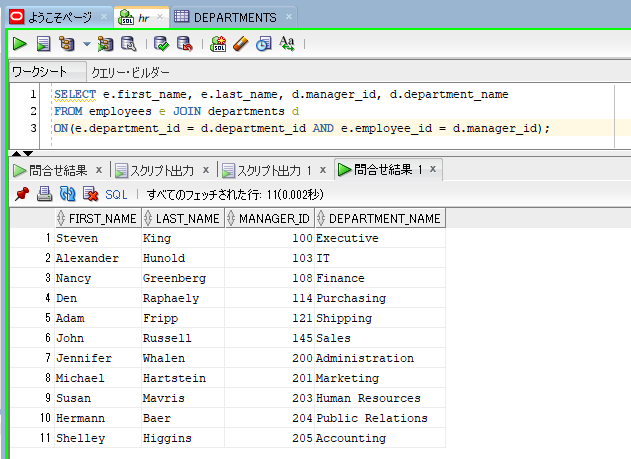 ようこそページ hr DEPARTMENTS
ワークシート クエリー・ビルダー
1 SELECT e.first_name, e.last_name, d.manager_id, d.department_name
2 FROM employees e JOIN departments d
3 ON(e.department_id = d.department_id AND e.employee_id = d.manager_id);
問合せ結果 x スクリプト出力 x スクリプト出力 1 x 問合せ結果 1 x
SQL | すべてのフェッチされた行: 11(0.002秒)
FIRST_NAME LAST_NAME MANAGER_ID DEPARTMENT_NAME
1 Steven King 100 Executive
2 Alexander Hunold 103 IT
3 Nancy Greenberg 108 Finance
4 Den Raphaely 114 Purchasing
5 Adam Fripp 121 Shipping
6 John Russell 145 Sales
7 Jennifer Whalen 200 Administration
8 Michael Hartstein 201 Marketing
9 Susan Mavris 203 Human Resources
10 Hermann Baer 204 Public Relations
11 Shelley Higgins 205 Accounting